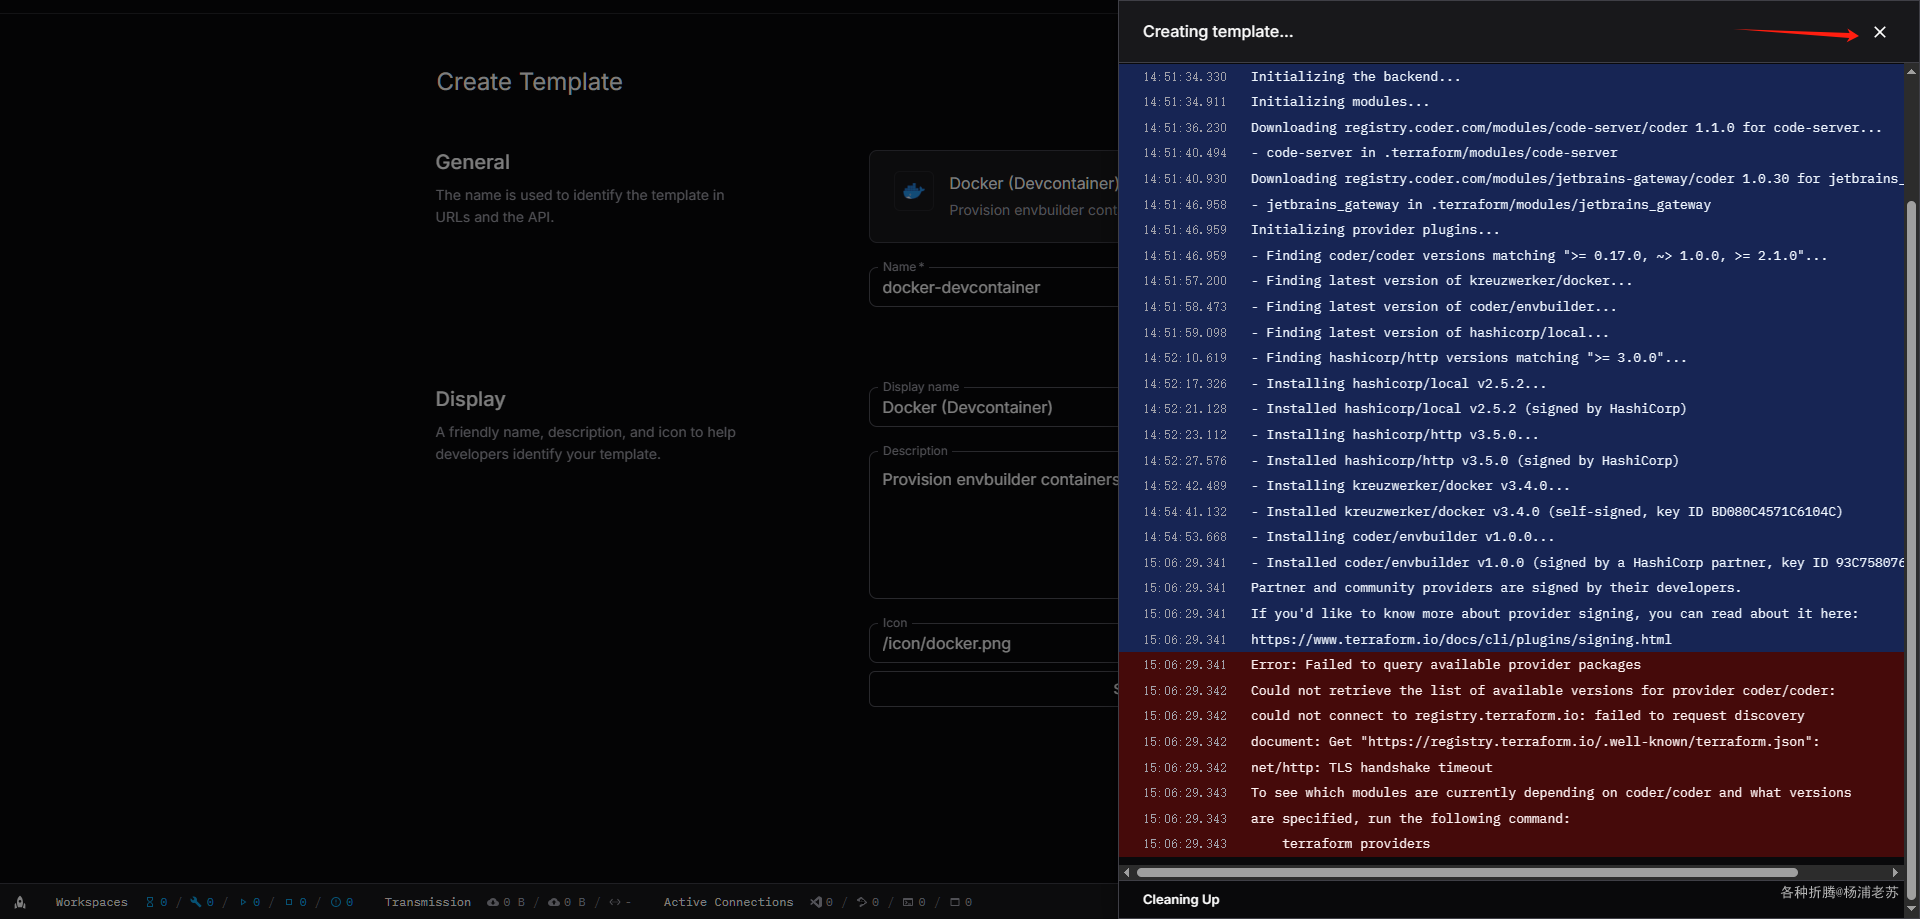 Create Template
General
The name is used to identify the template in
URLs and the API.
Docker (Devcontainer)
Provision envbuilder cont
Name *
docker-devcontainer
Display
A friendly name, description, and icon to help
developers identify your template.
Display name
Docker (Devcontainer)
Description
Provision envbuilder containers
Icon
/icon/docker.png
Creating template...
14:51:34.330 Initializing the backend...
14:51:34.911 Initializing modules...
14:51:36.230 Downloading registry.coder.com/modules/code-server/coder 1.1.0 for code-server...
14:51:40.494 - code-server in .terraform/modules/code-server
14:51:40.930 Downloading registry.coder.com/modules/jetbrains-gateway/coder 1.0.30 for jetbrains_
14:51:46.958 - jetbrains_gateway in .terraform/modules/jetbrains_gateway
14:51:46.959 Initializing provider plugins...
14:51:46.959 - Finding coder/coder versions matching ">= 0.17.0, ~> 1.0.0, >= 2.1.0"...
14:51:57.200 - Finding latest version of kreuzwerker/docker...
14:51:58.473 - Finding latest version of coder/envbuilder...
14:51:59.098 - Finding latest version of hashicorp/local...
14:52:10.619 - Finding hashicorp/http versions matching ">= 3.0.0"...
14:52:17.326 - Installing hashicorp/local v2.5.2...
14:52:21.128 - Installed hashicorp/local v2.5.2 (signed by HashiCorp)
14:52:23.112 - Installing hashicorp/http v3.5.0...
14:52:27.576 - Installed hashicorp/http v3.5.0 (signed by HashiCorp)
14:52:42.489 - Installing kreuzwerker/docker v3.4.0...
14:54:41.132 - Installed kreuzwerker/docker v3.4.0 (self-signed, key ID BD080C4571C6104C)
14:54:53.668 - Installing coder/envbuilder v1.0.0...
15:06:29.341 - Installed coder/envbuilder v1.0.0 (signed by a HashiCorp partner, key ID 93C758076
15:06:29.341 Partner and community providers are signed by their developers.
15:06:29.341 If you'd like to know more about provider signing, you can read about it here:
15:06:29.341 https://www.terraform.io/docs/cli/plugins/signing.html
15:06:29.341 Error: Failed to query available provider packages
15:06:29.342 Could not retrieve the list of available versions for provider coder/coder:
15:06:29.342 could not connect to registry.terraform.io: failed to request discovery
15:06:29.342 document: Get "https://registry.terraform.io/.well-known/terraform.json":
15:06:29.342 net/http: TLS handshake timeout
15:06:29.343 To see which modules are currently depending on coder/coder and what versions
15:06:29.343 are specified, run the following command:
15:06:29.343 terraform providers
Cleaning Up
各种折腾@杨浦老苏
Workspaces 0 / 0 / 0 / 0 / 0 Transmission 0 B / 0 B / - Active Connections 0 / 0 / 0 / 0